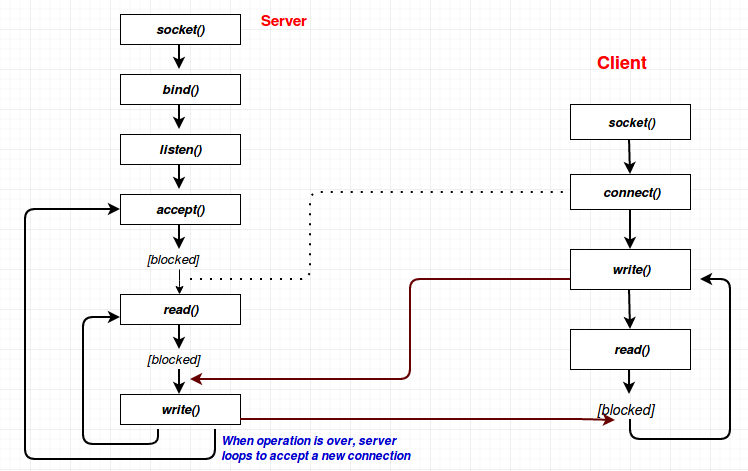 Server
socket()
bind()
listen()
accept()
[blocked]
read()
[blocked]
write()
When operation is over, server
loops to accept a new connection
Client
socket()
connect()
write()
read()
[blocked]